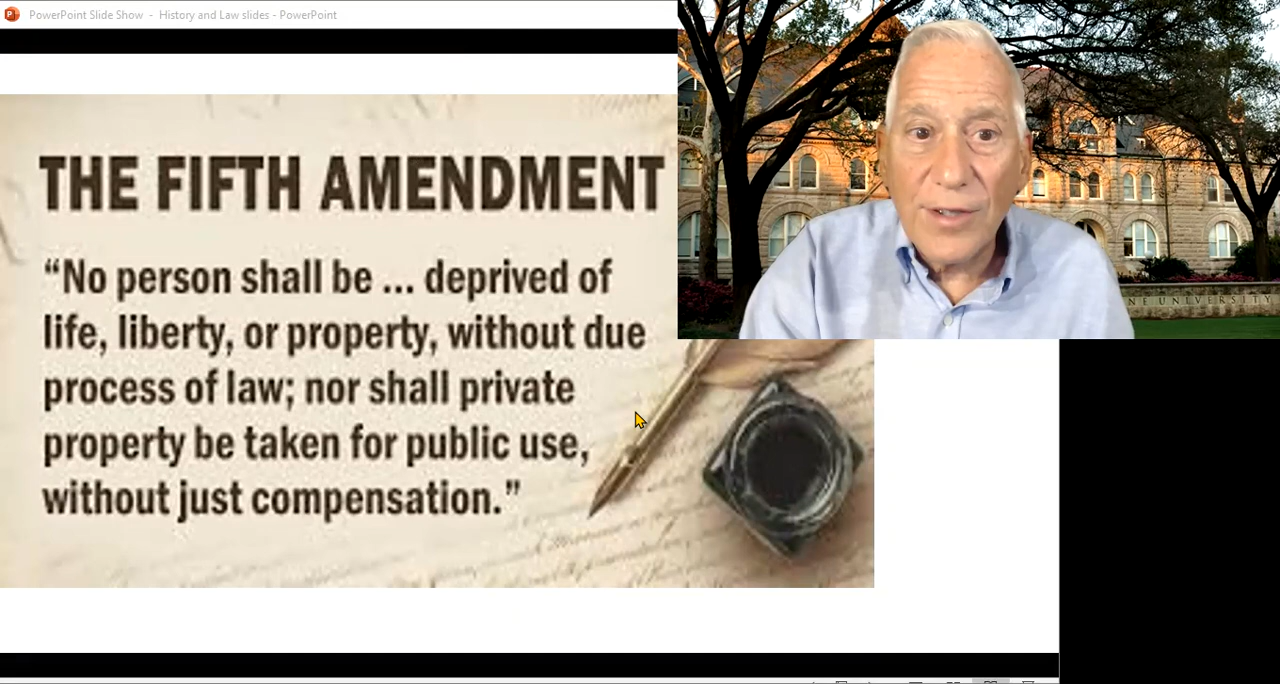 PowerPoint Slide Show - History and Law slides - PowerPoint
THE FIFTH AMENDMENT
“No person shall be ... deprived of
life, liberty, or property, without due
process of law; nor shall private
property be taken for public use,
without just compensation.”
NE UNIVERSITY